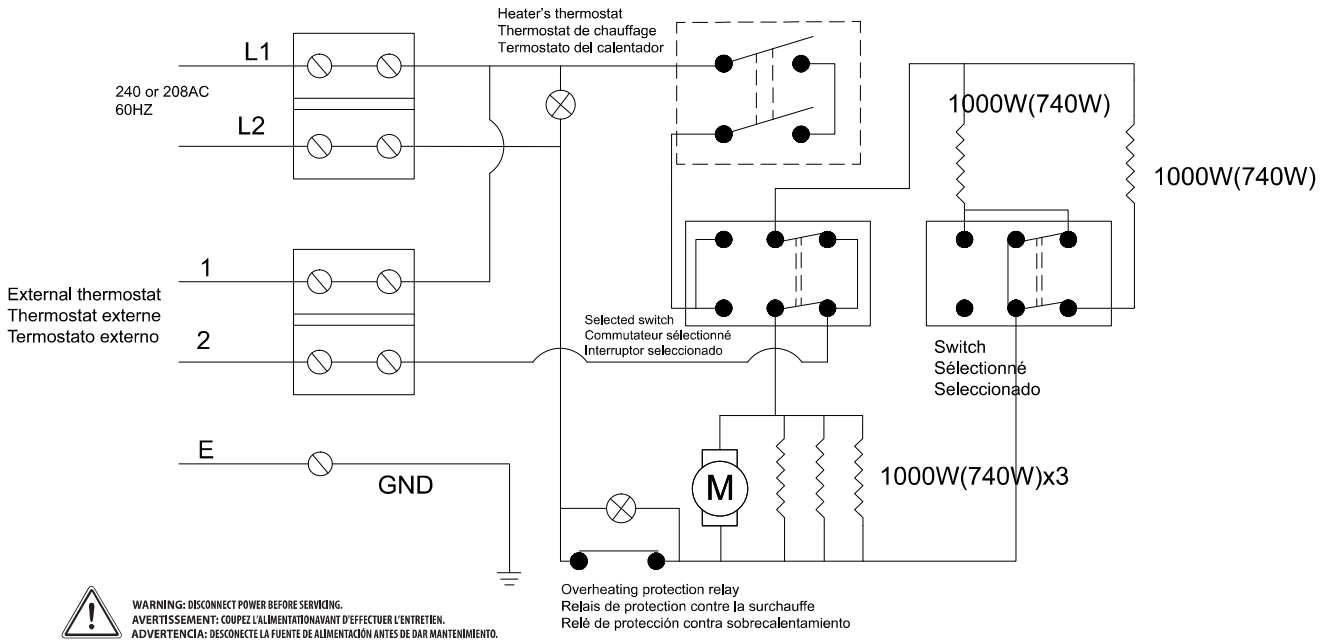 Heater's thermostat
Thermostat de chauffage
Termostato del calentador
L1
240 or 208AC
60HZ
L2
1000W(740W)
1000W(740W)
1
External thermostat
Thermostat externe
Termostato externo
2
Selected switch
Commutateur sélectionné
Interruptor seleccionado
Switch
Sélectionné
Seleccionado
E
GND
M
1000W(740W)x3
Overheating protection relay
Relais de protection contre la surchauffe
Relé de protección contra sobrecalentamiento
WARNING: DISCONNECT POWER BEFORE SERVICING.
AVERTISSEMENT: COUPEZ L'ALIMENTATIONAVANT D'EFFECTUER L'ENTRETIEN.
ADVERTENCIA: DESCONECTE LA FUENTE DE ALIMENTACIÓN ANTES DE DAR MANTENIMIENTO.